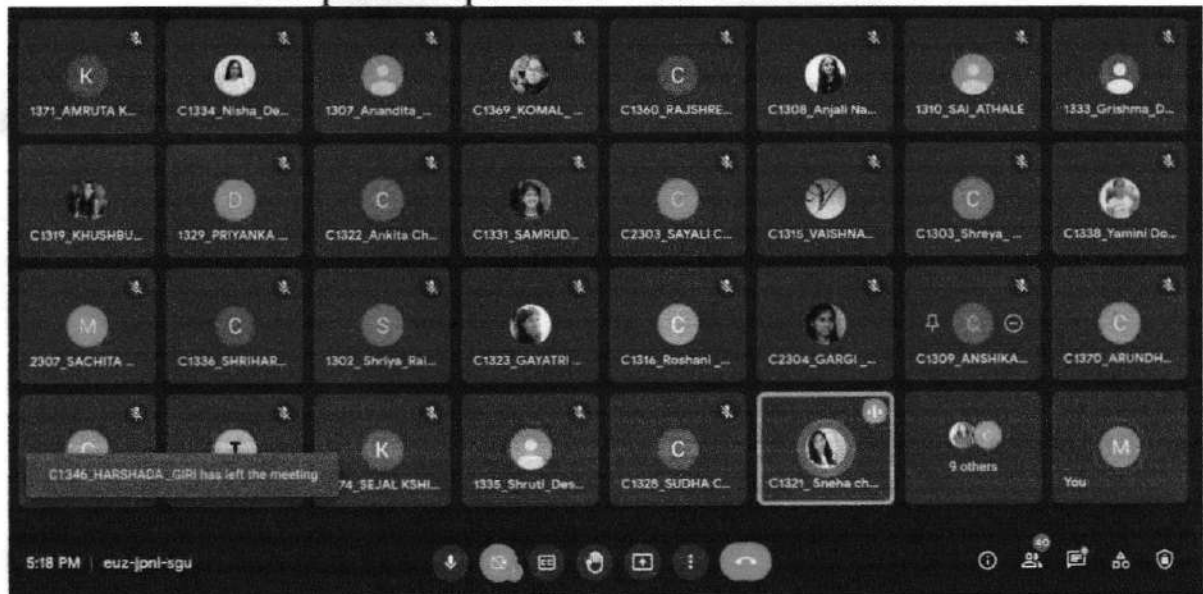 K C
1371_AMRUTA K... C1334_Nisha_De... 1307_Anandita_... C1369_KOMAL_... C1360_RAJSHRE... C1308_Anjali Na... 1310_SAI_ATHALE 1333_Grishma_D...
D C C C
C1319_KHUSHBU... 1329_PRIYANKA ... C1322_Ankita Ch... C1331_SAMRUD... C2303_SAYALI C... C1315_VAISHNA... C1303_Shreya_... C1338_Yamini Do...
M C S C C
2307_SACHITA ... C1336_SHRIHAR... 1302_Shriya_Rai... C1323_GAYATRI ... C1316_Roshani_... C2304_GARGI_... C1309_ANSHIKA... C1370_ARUNDH...
K C M
C1346_HARSHADA_GIRI has left the meeting
74_SEJAL KSHI... 1335_Shruti_Des... C1328_SUDHA C... C1321_Sneha ch... 9 others You
5:18 PM | euz-jpni-sgu 40